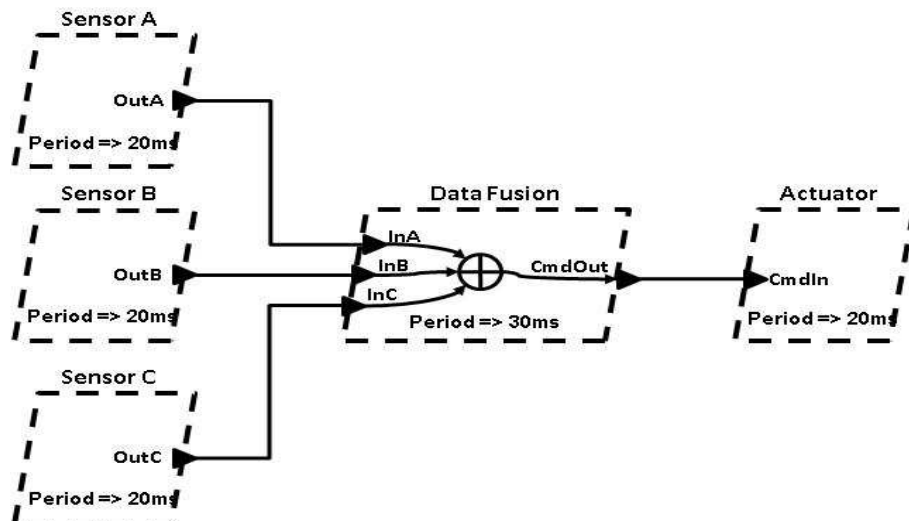 Sensor A
OutA
Period => 20ms
Sensor B
OutB
Period => 20ms
Sensor C
OutC
Period => 20ms
Data Fusion
InA
InB
InC
CmdOut
Period => 30ms
Actuator
CmdIn
Period => 20ms